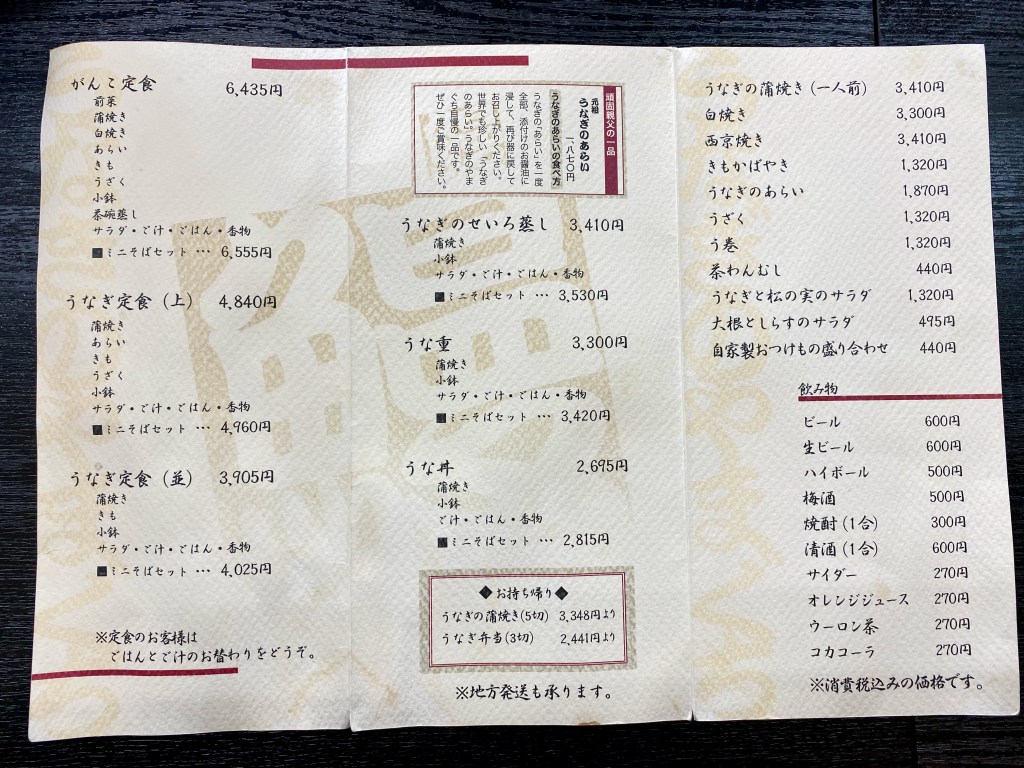 がんこ定食 6,435円
前菜
蒲焼き
白焼き
あらい
きも
うざく
小鉢
茶碗蒸し
サラダ・ご汁・ごはん・香物
■ミニそばセット … 6,555円
うなぎ定食（上） 4,840円
蒲焼き
あらい
きも
うざく
小鉢
サラダ・ご汁・ごはん・香物
■ミニそばセット … 4,960円
うなぎ定食（並） 3,905円
蒲焼き
きも
小鉢
サラダ・ご汁・ごはん・香物
■ミニそばセット … 4,025円
※定食のお客様は
ごはんとご汁のお替わりをどうぞ。
頑固親父の一品
元祖
うなぎのあらい
一、八七〇円
うなぎのあらいの食べ方
うなぎの「あらい」を一度
全部、添付けのお醤油に
浸して、再び器に戻して
お召し上がりください。
世界でも珍しい「うなぎ
のあらい」。うなぎのやま
ぐち自慢の一品です。
ぜひ一度ご賞味ください。
うなぎのせいろ蒸し 3,410円
蒲焼き
小鉢
サラダ・ご汁・ごはん・香物
■ミニそばセット … 3,530円
うな重 3,300円
蒲焼き
小鉢
サラダ・ご汁・ごはん・香物
■ミニそばセット … 3,420円
うな丼 2,695円
蒲焼き
小鉢
ご汁・ごはん・香物
■ミニそばセット … 2,815円
◆お持ち帰り◆
うなぎの蒲焼き(5切) 3,348円より
うなぎ弁当(3切) 2,441円より
※地方発送も承ります。
うなぎの蒲焼き(一人前) 3,410円
白焼き 3,300円
西京焼き 3,410円
きもかばやき 1,320円
うなぎのあらい 1,870円
うざく 1,320円
う巻 1,320円
茶わんむし 440円
うなぎと松の実のサラダ 1,320円
大根としらすのサラダ 495円
自家製おつけもの盛り合わせ 440円
飲み物
ビール 600円
生ビール 600円
ハイボール 500円
梅酒 500円
焼酎(1合) 300円
清酒(1合) 600円
サイダー 270円
オレンジジュース 270円
ウーロン茶 270円
コカコーラ 270円
※消費税込みの価格です。